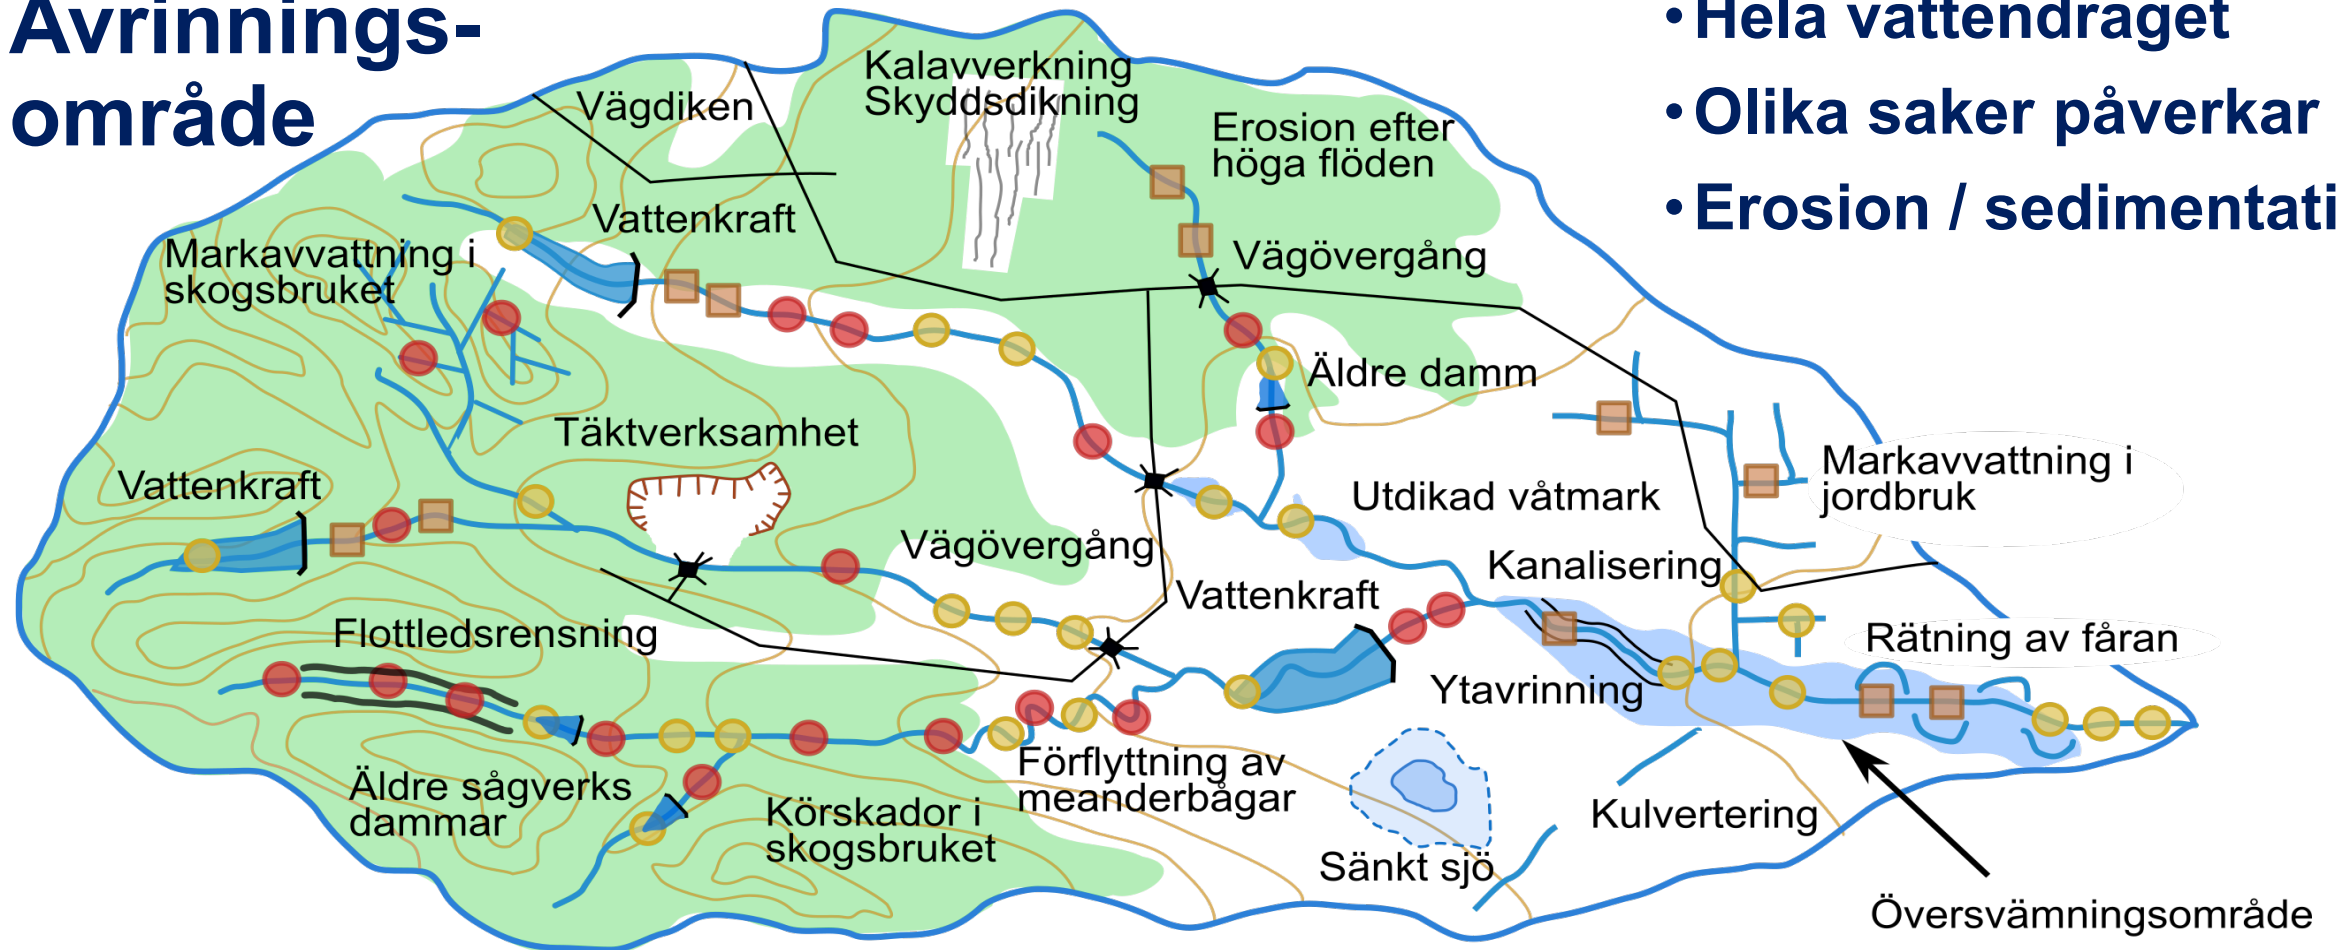 Avrinnings-
område
• Hela vattendraget
• Olika saker påverkar
• Erosion / sedimentati
Kalavverkning
Skyddsdikning
Vägdiken
Erosion efter
höga flöden
Vattenkraft
Markavvattning i
skogsbruket
Vägövergång
Äldre damm
Täktverksamhet
Markavvattning i
jordbruk
Vattenkraft
Utdikad våtmark
Vägövergång
Kanalisering
Vattenkraft
Flottledsrensning
Rätning av fåran
Ytavrinning
Förflyttning av
meanderbågar
Äldre sågverks
dammar
Körskador i
skogsbruket
Kulvertering
Sänkt sjö
Översvämningsområde